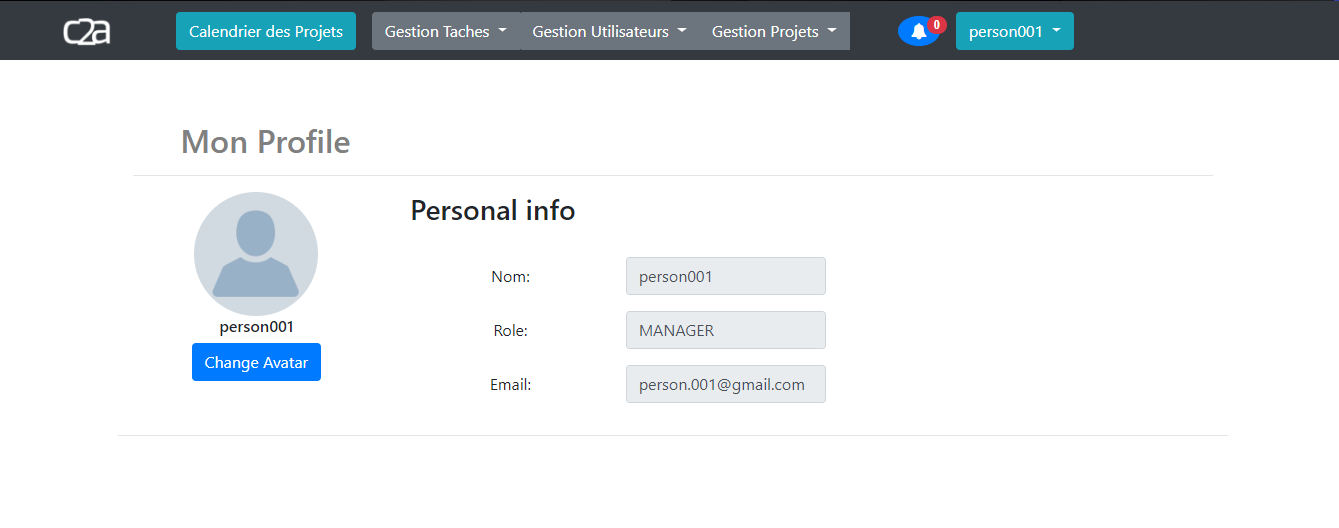 c2a
Calendrier des Projets Gestion Taches Gestion Utilisateurs Gestion Projets 0 person001
Mon Profile
Personal info
Nom: person001
Role: MANAGER
Email: person.001@gmail.com
person001
Change Avatar